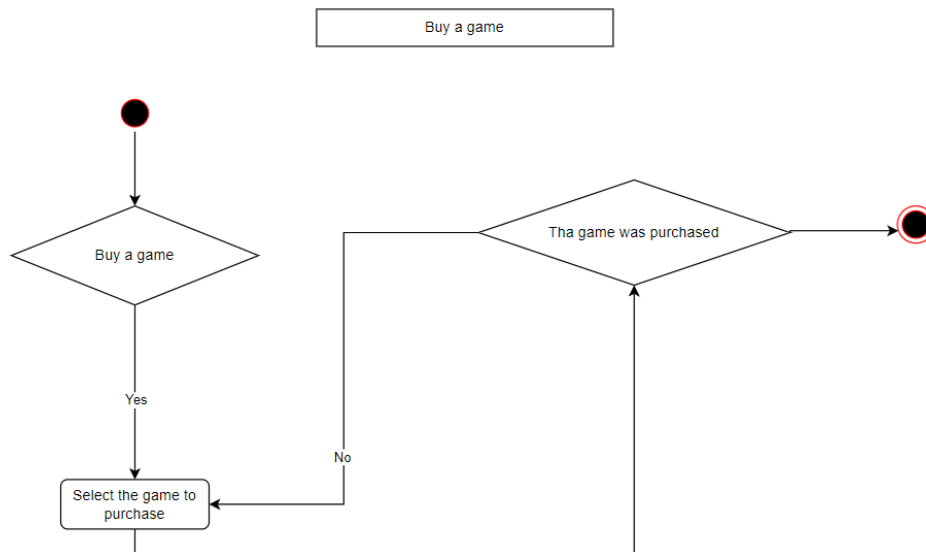 Buy a game
Buy a game
Tha game was purchased
Yes
No
Select the game to
purchase